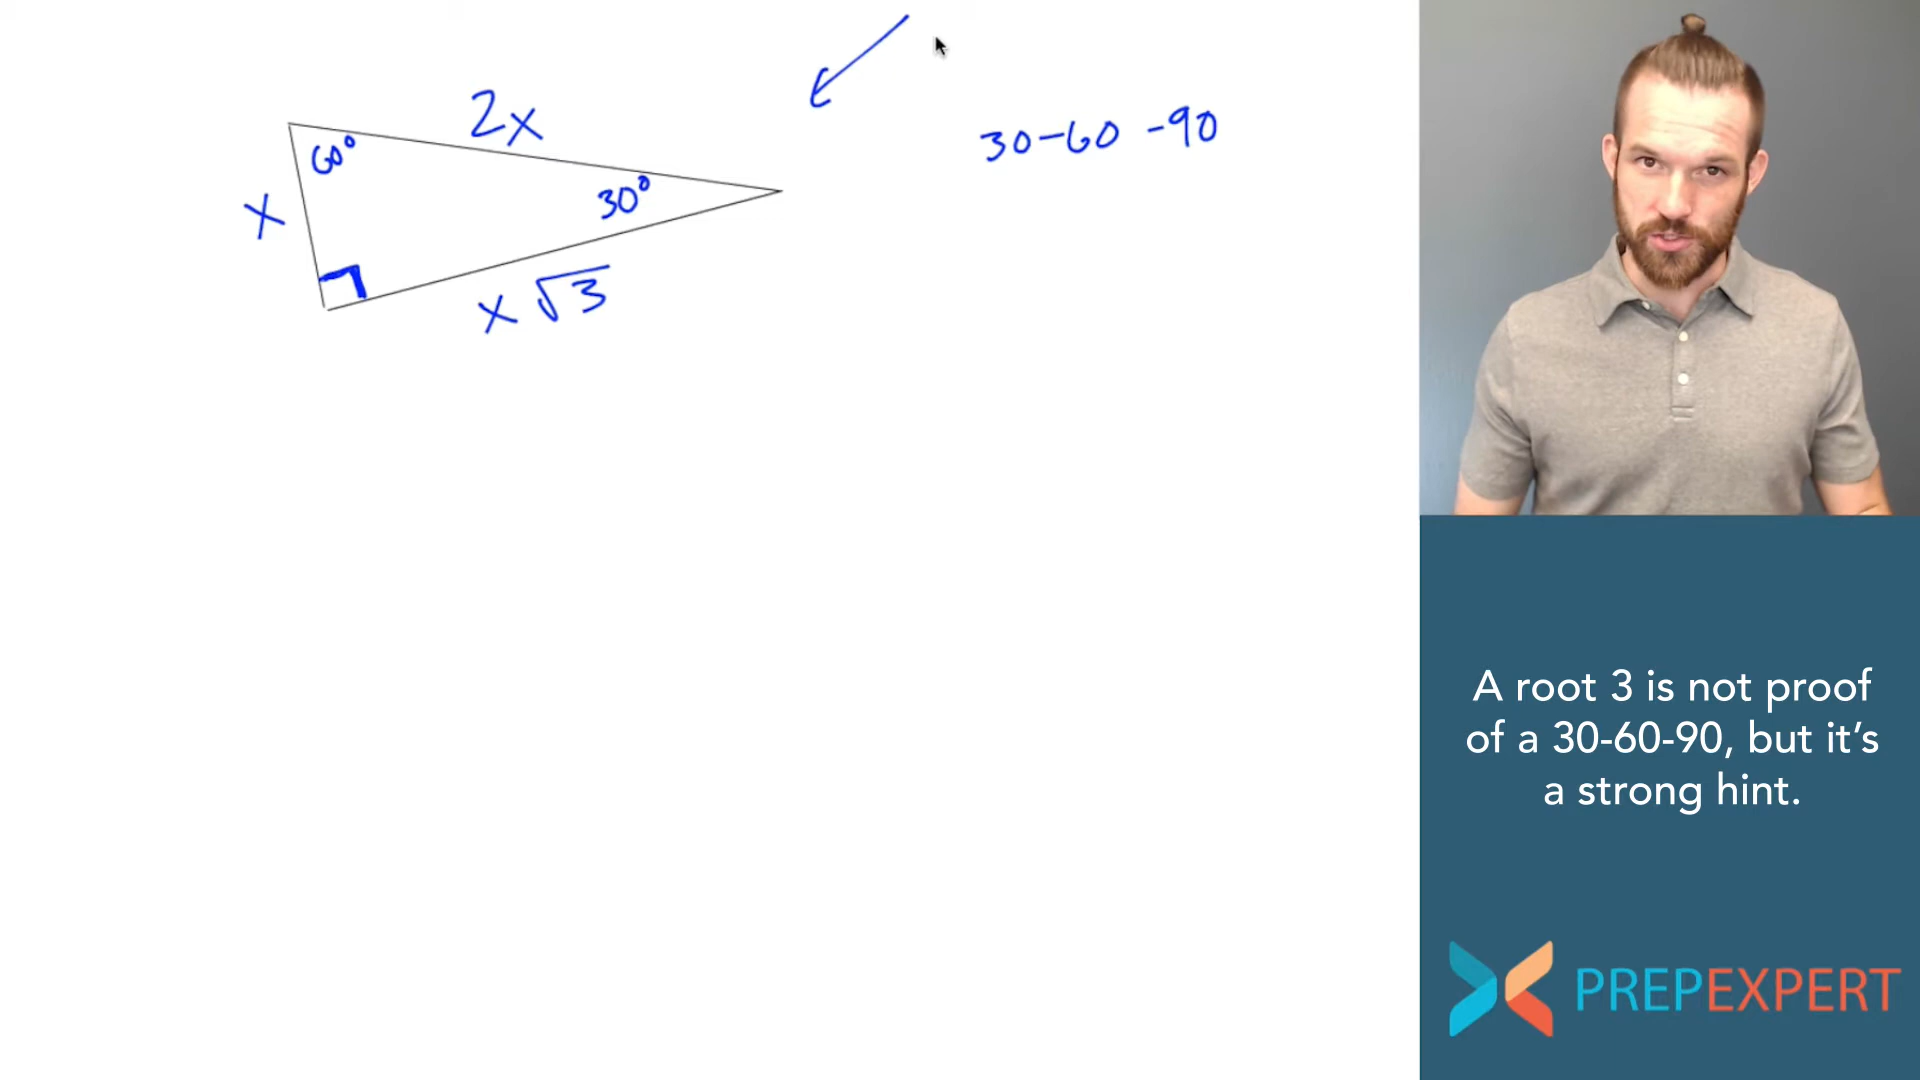 2x
60°
30°
x
x√3
30-60-90
A root 3 is not proof
of a 30-60-90, but it's
a strong hint.
PREPEXPERT